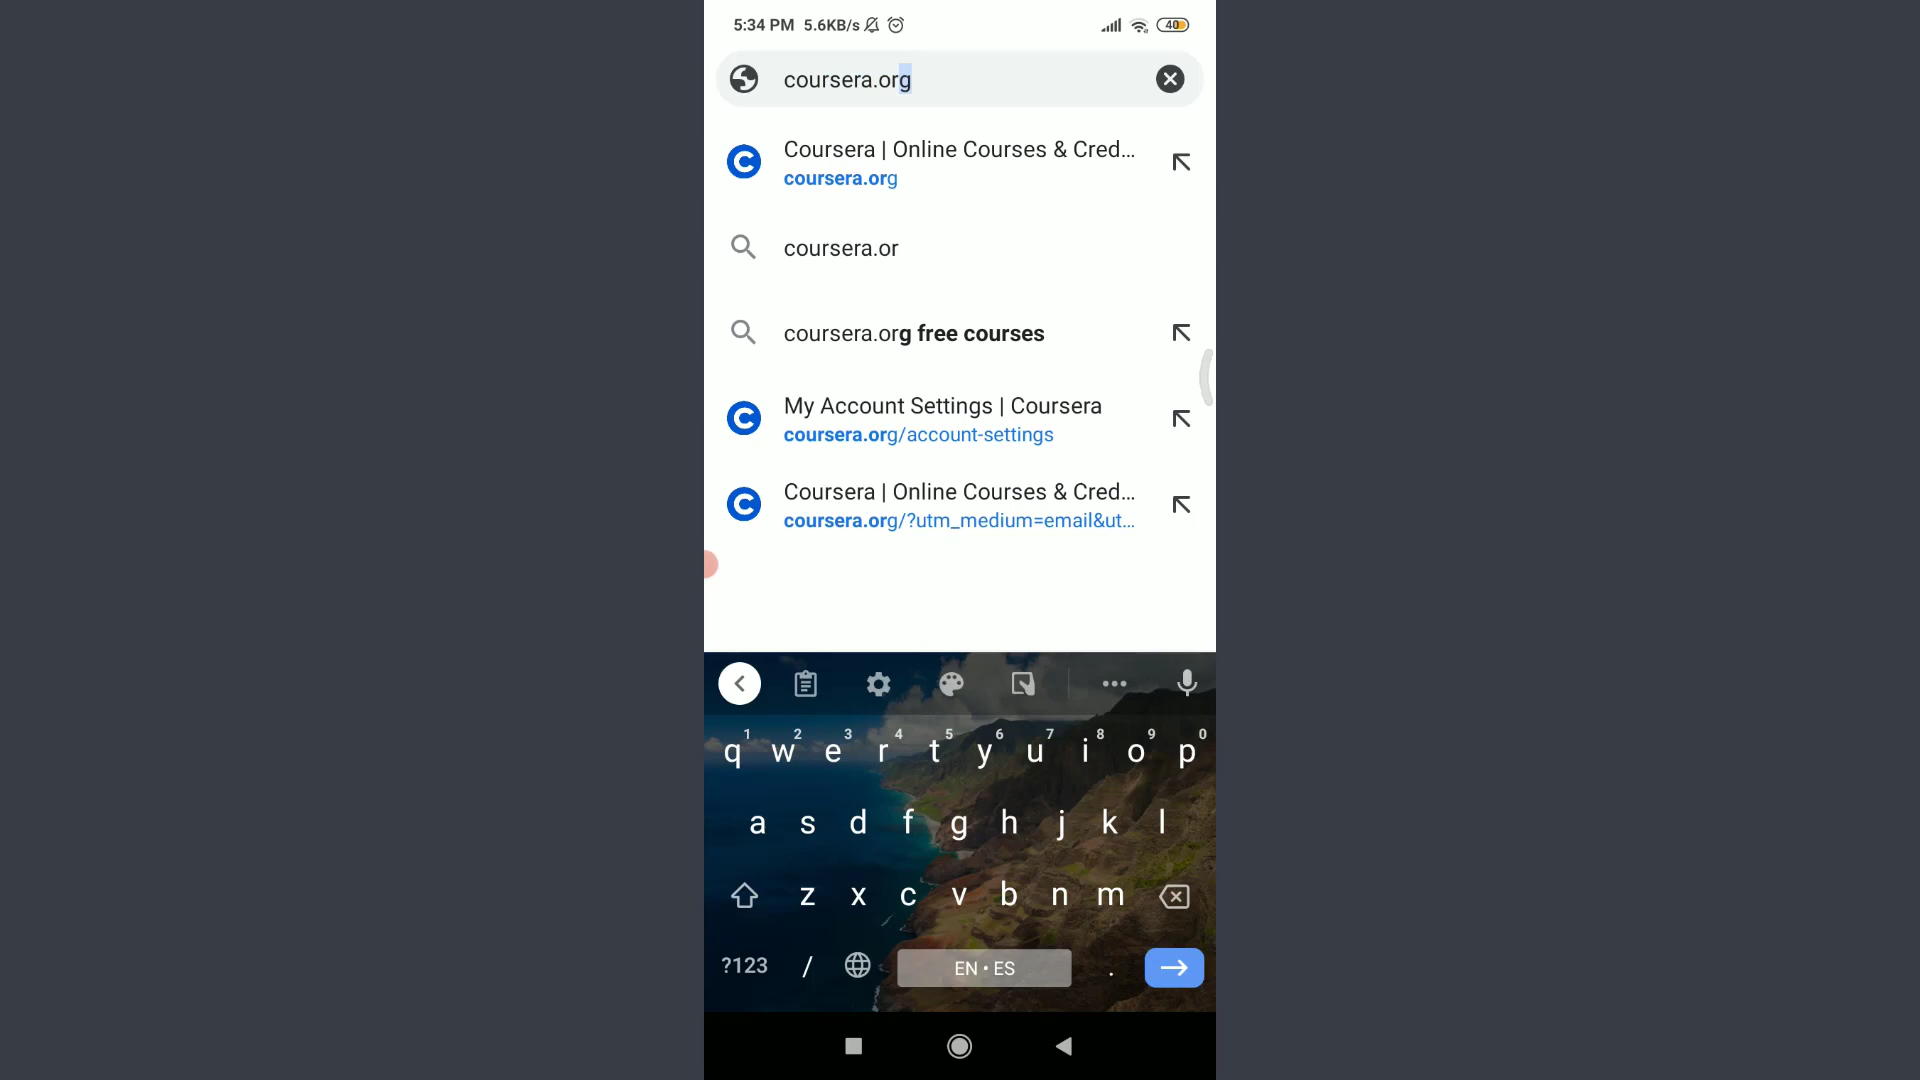 5:34 PM 5.6KB/s 40
coursera.org
Coursera | Online Courses & Cred...
coursera.org
coursera.or
coursera.org free courses
My Account Settings | Coursera
coursera.org/account-settings
Coursera | Online Courses & Cred...
coursera.org/?utm_medium=email&ut...
1 2 3 4 5 6 7 8 9 0
q w e r t y u i o p
a s d f g h j k l
z x c v b n m
?123 / EN • ES .